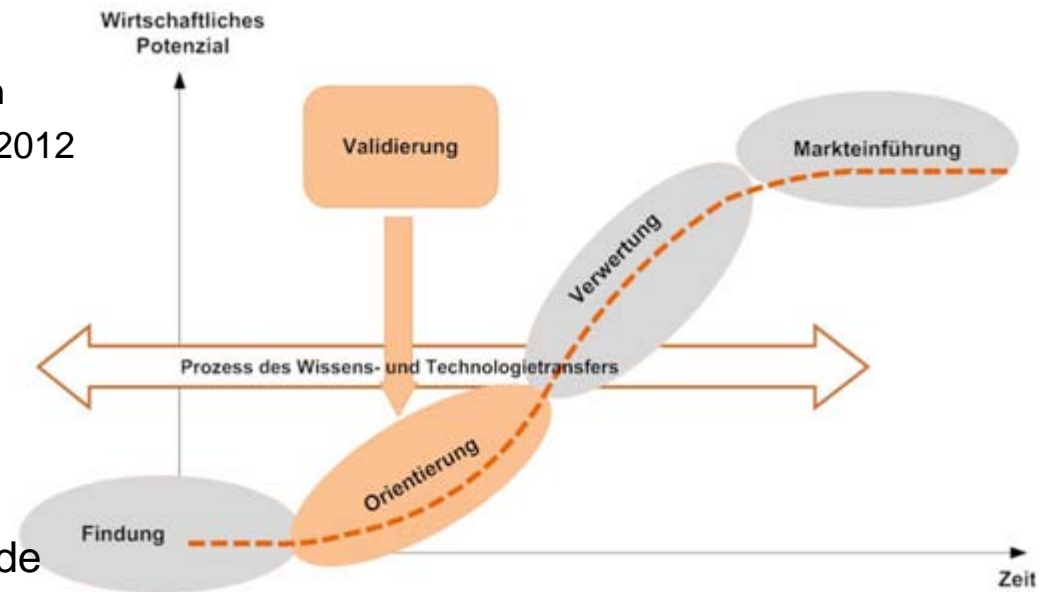 Wirtschaftliches
Potenzial
n
2012
Validierung
Markteinführung
Verwertung
Prozess des Wissens- und Technologietransfers
Orientierung
Findung
de
Zeit